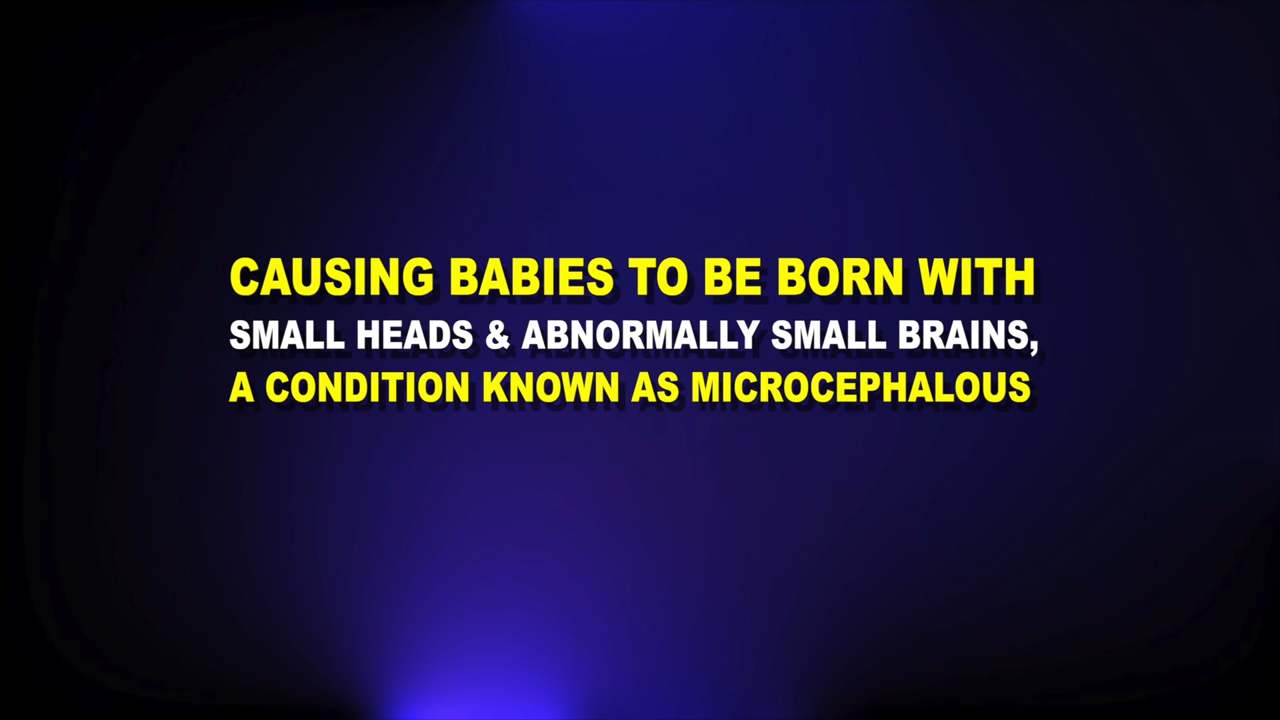 CAUSING BABIES TO BE BORN WITH
SMALL HEADS & ABNORMALLY SMALL BRAINS,
A CONDITION KNOWN AS MICROCEPHALOUS